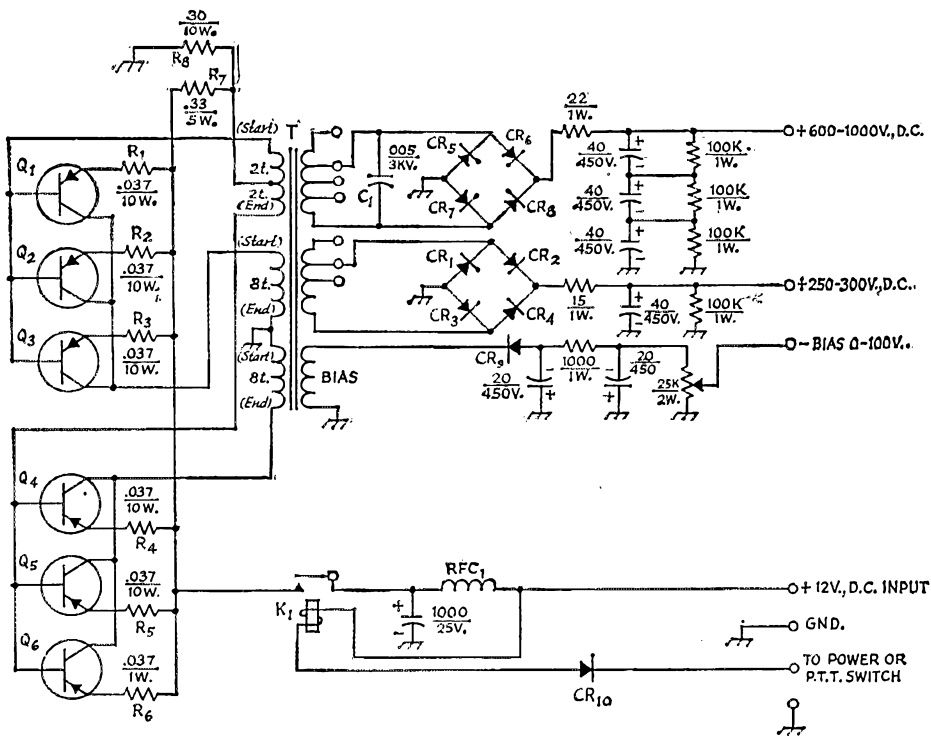 30
10W.
R8
R7
.33
5W.
(Start)
T
2t.
2t.
(End)
(Start)
8t.
(End)
(Start)
8t.
(End)
BIAS
Q1
R1
.037
10W.
Q2
R2
.037
10W.
Q3
R3
.037
10W.
Q4
.037
10W.
R4
Q5
.037
10W.
R5
Q6
.037
1W.
R6
005
3KV.
C1
CR5
CR6
CR7
CR8
22
1W.
40
450V.
40
450V.
40
450V.
100K
1W.
100K
1W.
100K
1W.
+600-1000V., D.C.
CR1
CR2
CR3
CR4
15
1W.
40
450V.
100K
1W.
+250-300V., D.C.
CR9
20
450V.
1000
1W.
20
450
25K
2W.
- BIAS 0-100V.
K1
1000
25V.
RFC1
+12V., D.C. INPUT
GND.
CR10
TO POWER OR
P.T.T. SWITCH